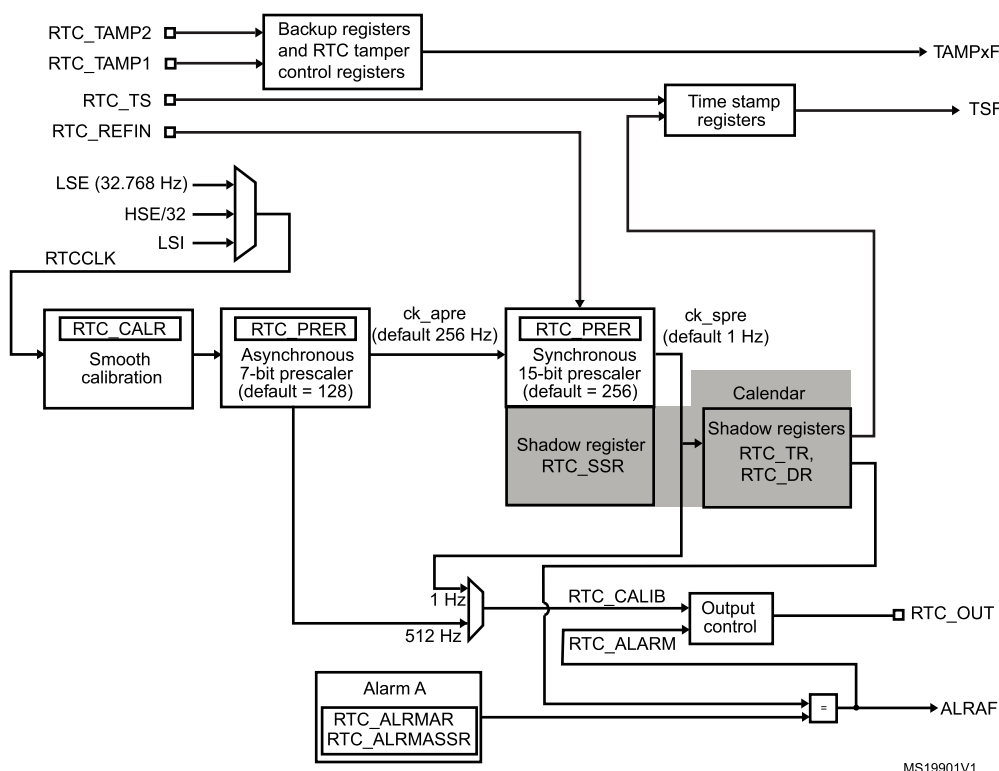 RTC_TAMP2
RTC_TAMP1
Backup registers
and RTC tamper
control registers
TAMPxF
RTC_TS
Time stamp
registers
TSF
RTC_REFIN
LSE (32.768 Hz)
HSE/32
LSI
RTCCLK
RTC_CALR
Smooth
calibration
RTC_PRER
Asynchronous
7-bit prescaler
(default = 128)
ck_apre
(default 256 Hz)
RTC_PRER
Synchronous
15-bit prescaler
(default = 256)
ck_spre
(default 1 Hz)
Calendar
Shadow register
RTC_SSR
Shadow registers
RTC_TR,
RTC_DR
1 Hz
512 Hz
RTC_CALIB
RTC_ALARM
Output
control
RTC_OUT
Alarm A
RTC_ALRMAR
RTC_ALRMASSR
=
ALRAF
MS19901V1